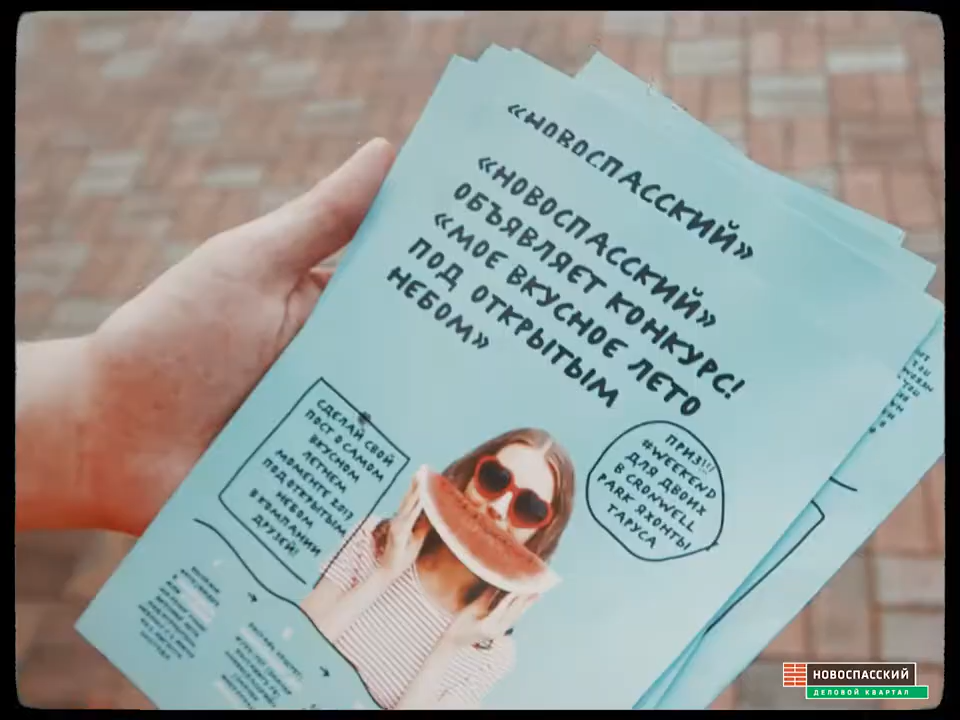 «НОВОСПАССКИЙ»
«НОВОСПАССКИЙ»
ОБЪЯВЛЯЕТ КОНКУРС!
«МОЕ ВКУСНОЕ ЛЕТО
ПОД ОТКРЫТЫМ
НЕБОМ»
СДЕЛАЙ СВОЙ
ПОСТ О САМОМ
ВКУСНОМ
ЛЕТНЕМ
МОМЕНТЕ 2017
ПОД ОТКРЫТЫМ
НЕБОМ
В КОМПАНИИ
ДРУЗЕЙ!
ПРИЗ!!!
#WEEKEND
ДЛЯ ДВОИХ
В CRONWELL
PARK ЯХОНТЫ
ТАРУСА
НОВОСПАССКИЙ
ДЕЛОВОЙ КВАРТАЛ